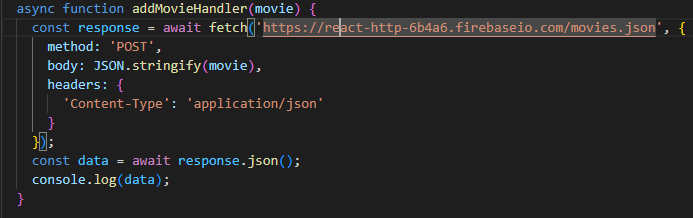 async function addMovieHandler(movie) {
const response = await fetch('https://react-http-6b4a6.firebaseio.com/movies.json', {
method: 'POST',
body: JSON.stringify(movie),
headers: {
'Content-Type': 'application/json'
}
});
const data = await response.json();
console.log(data);
}